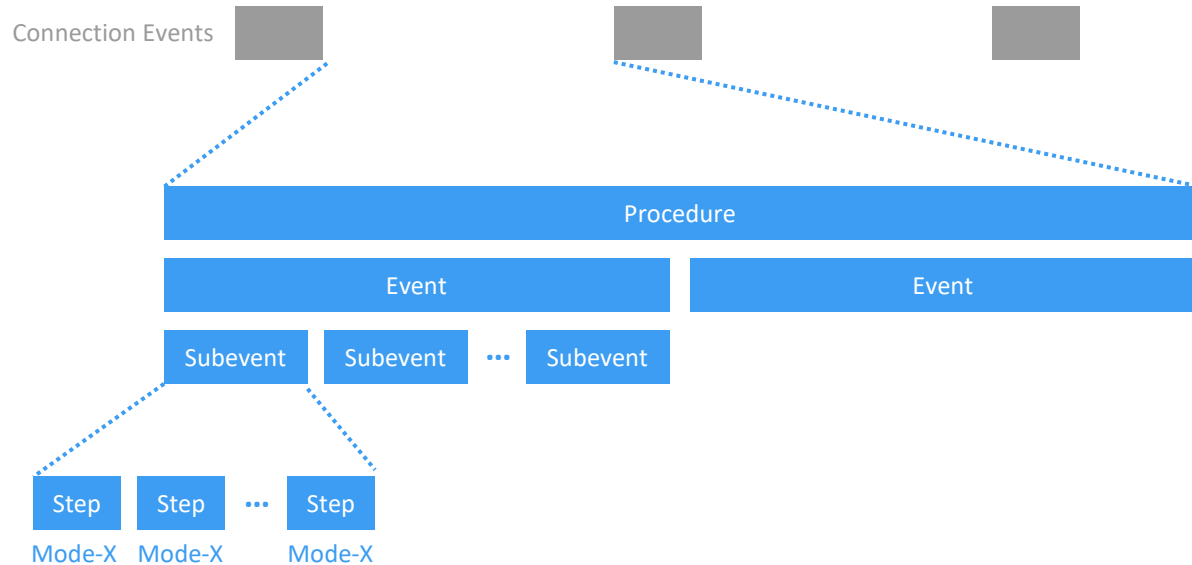 Connection Events
Procedure
Event Event
Subevent Subevent ... Subevent
Step Step ... Step
Mode-X Mode-X Mode-X